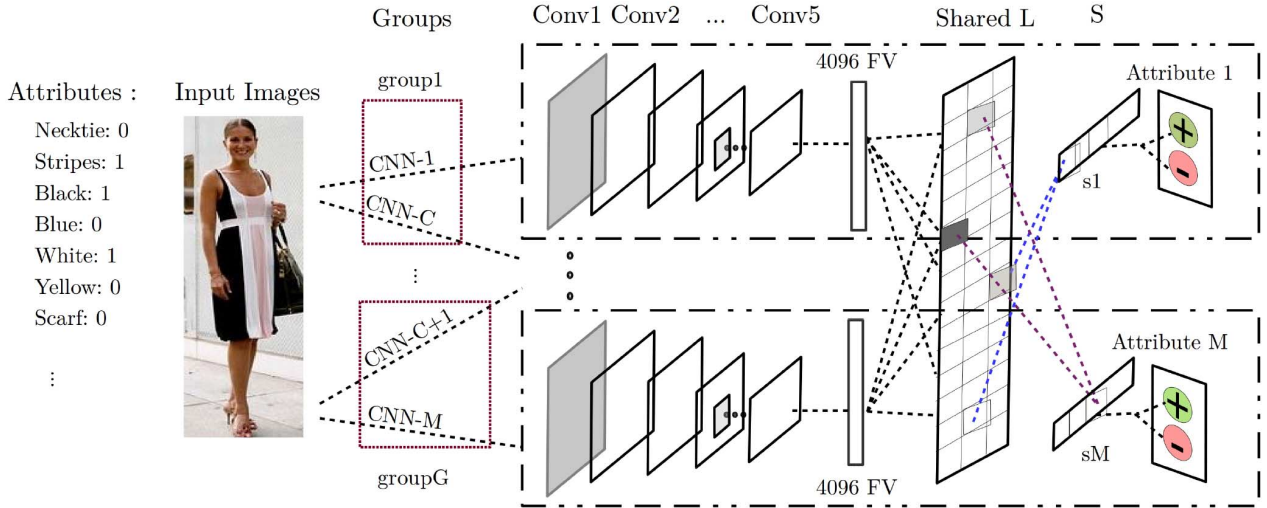 Groups
Conv1 Conv2 ... Conv5
Shared L
S
Attributes :
Necktie: 0
Stripes: 1
Black: 1
Blue: 0
White: 1
Yellow: 0
Scarf: 0
⋮
Input Images
group1
CNN-1
CNN-C
...
CNN-C+1
CNN-M
groupG
4096 FV
4096 FV
Attribute 1
+
-
s1
Attribute M
+
-
sM